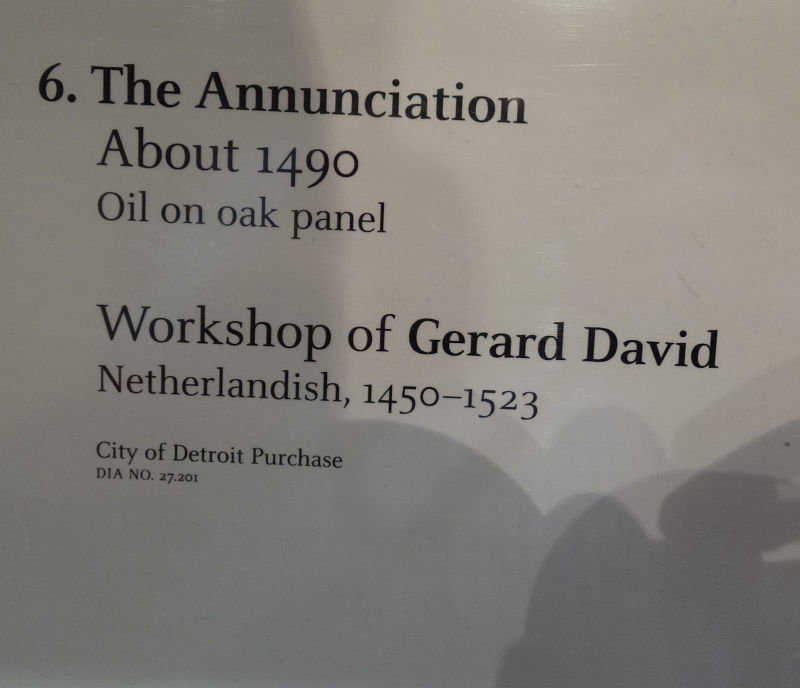 6. The Annunciation
About 1490
Oil on oak panel
Workshop of Gerard David
Netherlandish, 1450–1523
City of Detroit Purchase
DIA NO. 27.201